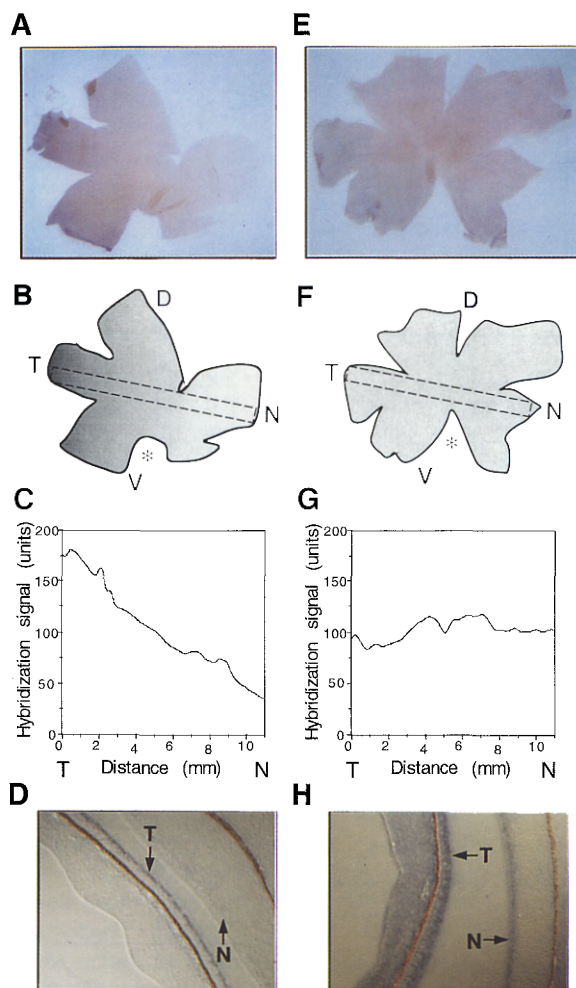 A
E
B
D
T
N
*
V
F
D
T
N
*
V
C
Hybridization signal (units)
200
150
100
50
0
0 2 4 6 8 10
T Distance (mm) N
G
Hybridization signal (units)
200
150
100
50
0
0 2 4 6 8 10
T Distance (mm) N
D
T
N
H
T
N